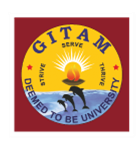 GITAM
STRIVE
SERVE
THRIVE
DEEMED TO BE UNIVERSITY